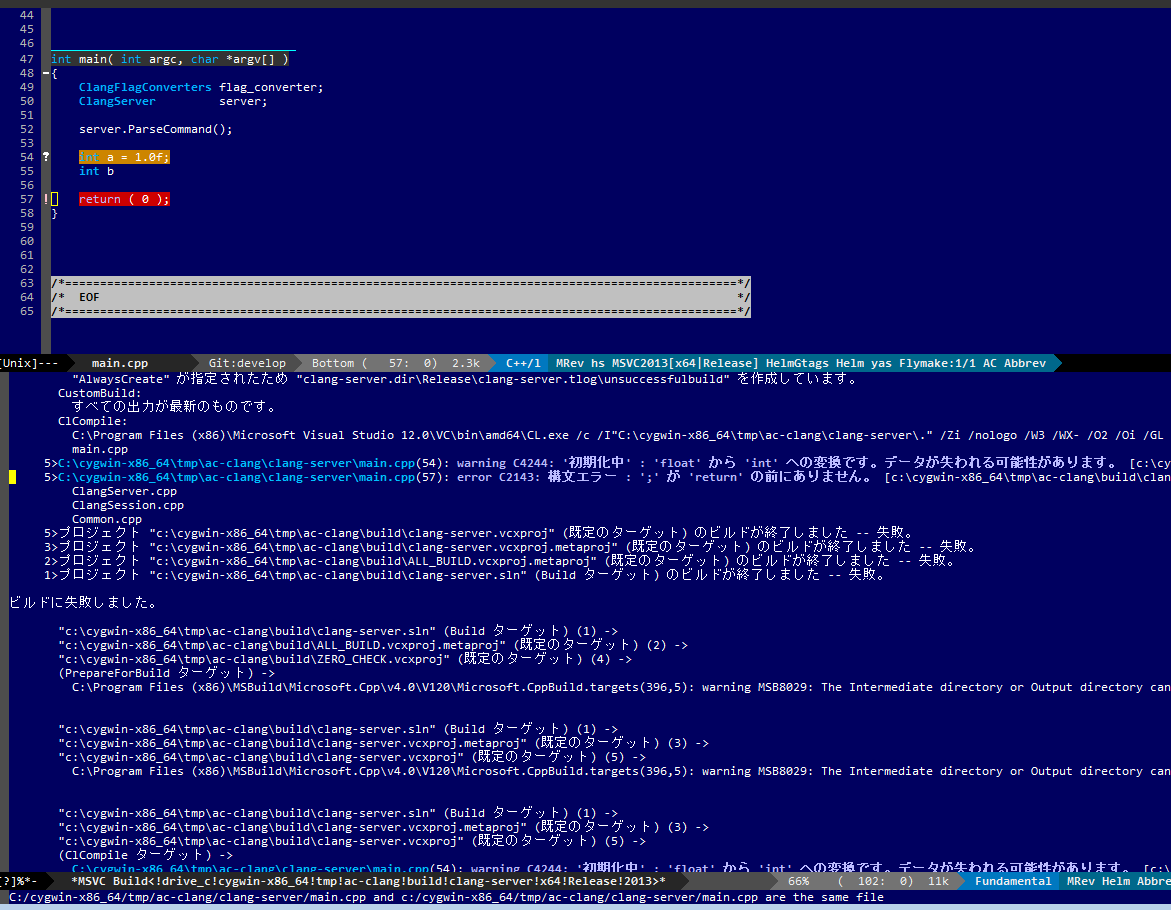 44
45
46
47 int main( int argc, char *argv[] )
48 {
49 ClangFlagConverters flag_converter;
50 ClangServer server;
51
52 server.ParseCommand();
53
54 ? int a = 1.0f;
55 int b
56
57 ! return ( 0 );
58 }
59
60
61
62
63 /*================================================================================================*/
64 /* EOF */
65 /*================================================================================================*/
[Unix]--- main.cpp Git:develop Bottom ( 57: 0) 2.3k C++/l MRev hs MSVC2013[x64|Release] HelmGtags Helm yas Flymake:1/1 AC Abbrev
"AlwaysCreate" が指定されたため "clang-server.dir\Release\clang-server.tlog\unsuccessfulbuild" を作成しています。
CustomBuild:
すべての出力が最新のものです。
ClCompile:
C:\Program Files (x86)\Microsoft Visual Studio 12.0\VC\bin\amd64\CL.exe /c /I"C:\cygwin-x86_64\tmp\ac-clang\clang-server\." /Zi /nologo /W3 /WX- /O2 /Oi /GL
main.cpp
5>C:\cygwin-x86_64\tmp\ac-clang\clang-server\main.cpp(54): warning C4244: '初期化中' : 'float' から 'int' への変換です。データが失われる可能性があります。 [c:\cy
5>C:\cygwin-x86_64\tmp\ac-clang\clang-server\main.cpp(57): error C2143: 構文エラー : ';' が 'return' の前にありません。 [c:\cygwin-x86_64\tmp\ac-clang\build\clan
ClangServer.cpp
ClangSession.cpp
Common.cpp
5>プロジェクト "c:\cygwin-x86_64\tmp\ac-clang\build\clang-server.vcxproj" (既定のターゲット) のビルドが終了しました -- 失敗。
3>プロジェクト "c:\cygwin-x86_64\tmp\ac-clang\build\clang-server.vcxproj.metaproj" (既定のターゲット) のビルドが終了しました -- 失敗。
2>プロジェクト "c:\cygwin-x86_64\tmp\ac-clang\build\ALL_BUILD.vcxproj.metaproj" (既定のターゲット) のビルドが終了しました -- 失敗。
1>プロジェクト "c:\cygwin-x86_64\tmp\ac-clang\build\clang-server.sln" (Build ターゲット) のビルドが終了しました -- 失敗。
ビルドに失敗しました。
"c:\cygwin-x86_64\tmp\ac-clang\build\clang-server.sln" (Build ターゲット) (1) ->
"c:\cygwin-x86_64\tmp\ac-clang\build\ALL_BUILD.vcxproj.metaproj" (既定のターゲット) (2) ->
"c:\cygwin-x86_64\tmp\ac-clang\build\ZERO_CHECK.vcxproj" (既定のターゲット) (4) ->
(PrepareForBuild ターゲット) ->
C:\Program Files (x86)\MSBuild\Microsoft.Cpp\v4.0\V120\Microsoft.CppBuild.targets(396,5): warning MSB8029: The Intermediate directory or Output directory can
"c:\cygwin-x86_64\tmp\ac-clang\build\clang-server.sln" (Build ターゲット) (1) ->
"c:\cygwin-x86_64\tmp\ac-clang\build\clang-server.vcxproj.metaproj" (既定のターゲット) (3) ->
"c:\cygwin-x86_64\tmp\ac-clang\build\clang-server.vcxproj" (既定のターゲット) (5) ->
C:\Program Files (x86)\MSBuild\Microsoft.Cpp\v4.0\V120\Microsoft.CppBuild.targets(396,5): warning MSB8029: The Intermediate directory or Output directory can
"c:\cygwin-x86_64\tmp\ac-clang\build\clang-server.sln" (Build ターゲット) (1) ->
"c:\cygwin-x86_64\tmp\ac-clang\build\clang-server.vcxproj.metaproj" (既定のターゲット) (3) ->
"c:\cygwin-x86_64\tmp\ac-clang\build\clang-server.vcxproj" (既定のターゲット) (5) ->
(ClCompile ターゲット) ->
C:\cygwin-x86_64\tmp\ac-clang\clang-server\main.cpp(54): warning C4244: '初期化中' : 'float' から 'int' への変換です。データが失われる可能性があります。 [c:\c
[?]%*- *MSVC Build<!drive_c!cygwin-x86_64!tmp!ac-clang!build!clang-server!x64!Release!2013>* 66% ( 102: 0) 11k Fundamental MRev Helm Abbre
C:/cygwin-x86_64/tmp/ac-clang/clang-server/main.cpp and c:/cygwin-x86_64/tmp/ac-clang/clang-server/main.cpp are the same file